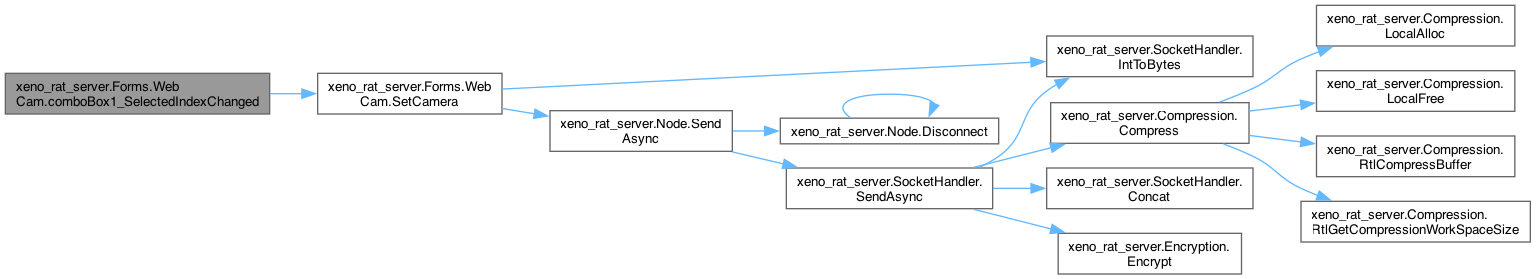 xeno_rat_server.Forms.Web
Cam.comboBox1_SelectedIndexChanged
xeno_rat_server.Forms.Web
Cam.SetCamera
xeno_rat_server.Node.Send
Async
xeno_rat_server.Node.Disconnect
xeno_rat_server.SocketHandler.
SendAsync
xeno_rat_server.SocketHandler.
IntToBytes
xeno_rat_server.Compression.
Compress
xeno_rat_server.SocketHandler.
Concat
xeno_rat_server.Encryption.
Encrypt
xeno_rat_server.Compression.
LocalAlloc
xeno_rat_server.Compression.
LocalFree
xeno_rat_server.Compression.
RtlCompressBuffer
xeno_rat_server.Compression.
RtlGetCompressionWorkSpaceSize